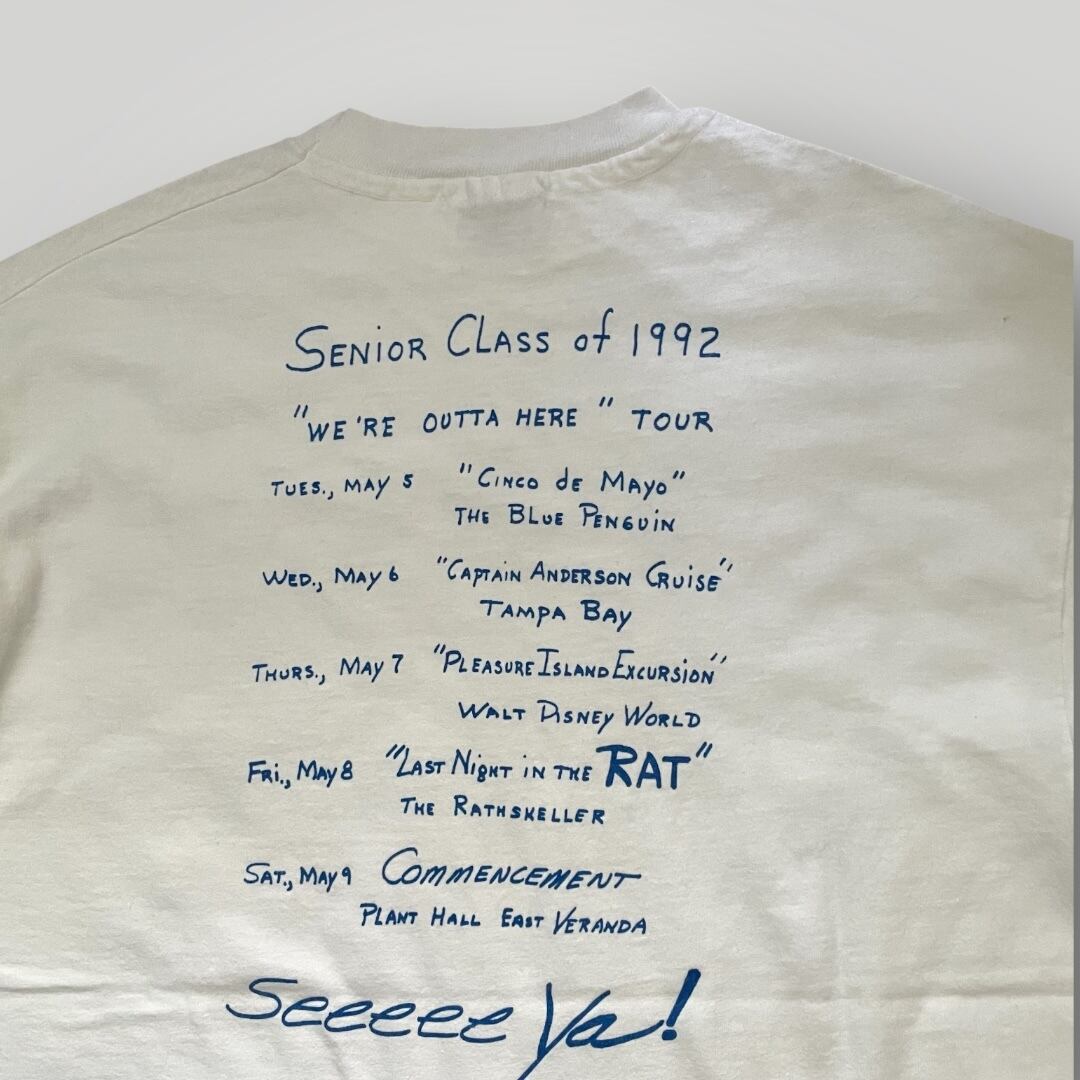 SENIOR CLASS of 1992
"WE'RE OUTTA HERE" TOUR
TUES., MAY 5 "CINCO de MAYO"
THE BLUE PENGUIN
WED., MAY 6 "CAPTAIN ANDERSON CRUISE"
TAMPA BAY
THURS., MAY 7 "PLEASURE ISLAND EXCURSION"
WALT DISNEY WORLD
FRI., MAY 8 "LAST NIGHT IN THE RAT"
THE RATHSKELLER
SAT., MAY 9 COMMENCEMENT
PLANT HALL EAST VERANDA
Seeeee Ya!